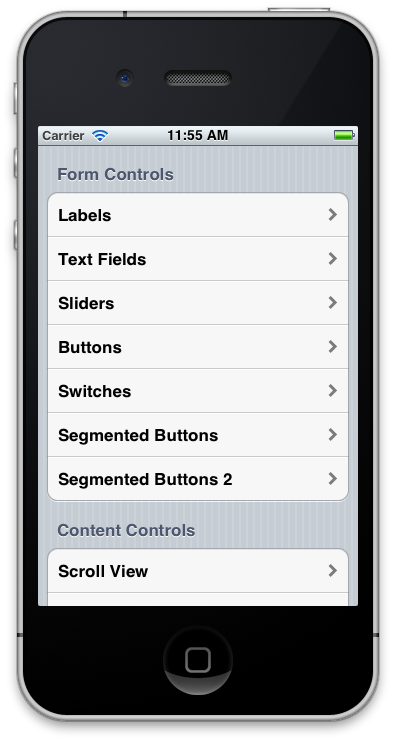 Carrier 11:55 AM
Form Controls
Labels
Text Fields
Sliders
Buttons
Switches
Segmented Buttons
Segmented Buttons 2
Content Controls
Scroll View